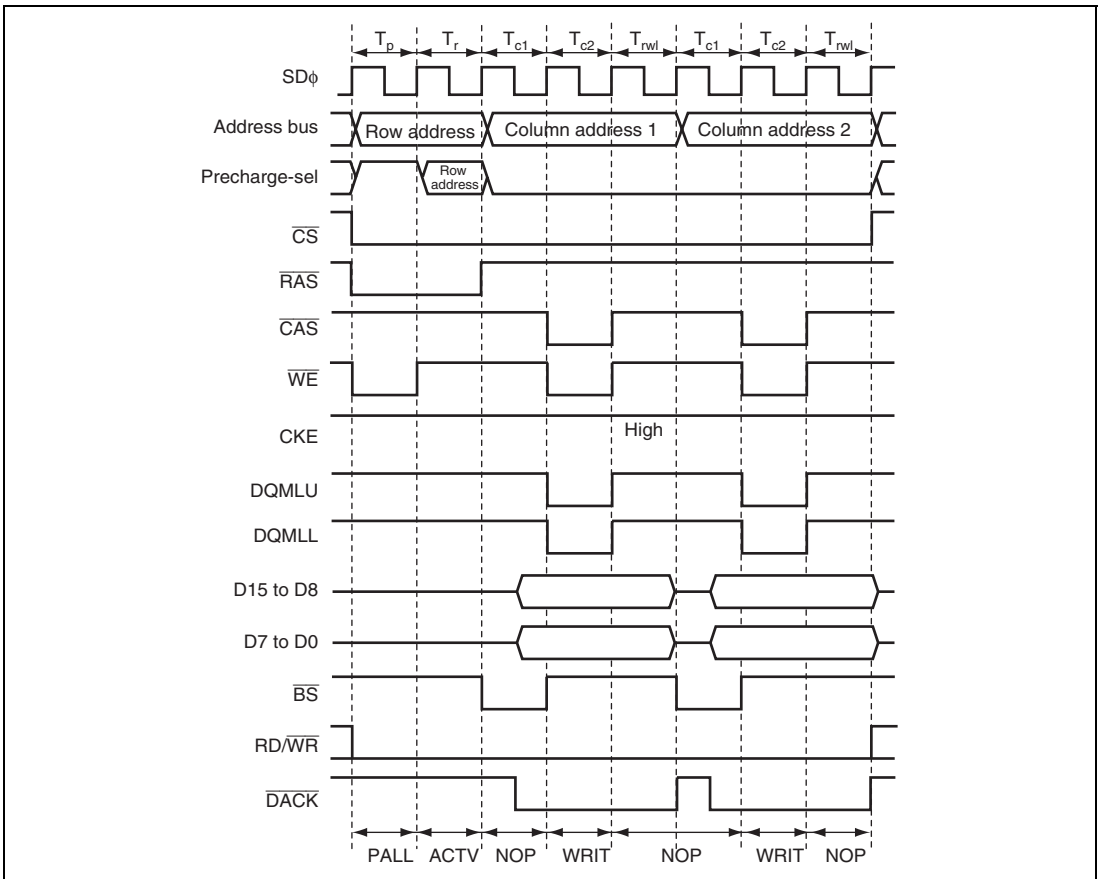 Tp Tr Tc1 Tc2 Trwl Tc1 Tc2 Trwl
SDϕ
Address bus Row address Column address 1 Column address 2
Precharge-sel Row address
CS
RAS
CAS
WE
CKE High
DQMLU
DQMLL
D15 to D8
D7 to D0
BS
RD/WR
DACK
PALL ACTV NOP WRIT NOP WRIT NOP